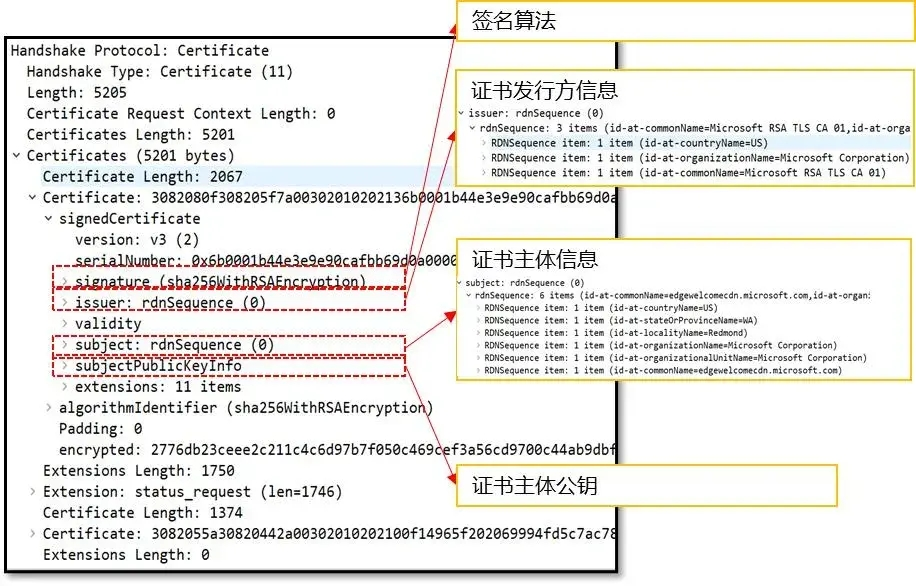 Handshake Protocol: Certificate
Handshake Type: Certificate (11)
Length: 5205
Certificate Request Context Length: 0
Certificates Length: 5201
Certificates (5201 bytes)
Certificate Length: 2067
Certificate: 3082080f308205f7a00302010202136b0001b44e3e9e90cafbb69d0a
signedCertificate
version: v3 (2)
serialNumber: 0x6b0001b44e3e9e90cafbb69d0a0000
signature (sha256WithRSAEncryption)
issuer: rdnSequence (0)
validity
subject: rdnSequence (0)
subjectPublicKeyInfo
extensions: 11 items
algorithmIdentifier (sha256WithRSAEncryption)
Padding: 0
encrypted: 2776db23ceee2c211c4c6d97b7f050c469cef3a56cd9700c44ab9dbf
Extensions Length: 1750
Extension: status_request (len=1746)
Certificate Length: 1374
Certificate: 3082055a30820442a00302010202100f14965f202069994fd5c7ac78
Extensions Length: 0
签名算法
证书发行方信息
issuer: rdnSequence (0)
rdnSequence: 3 items (id-at-commonName=Microsoft RSA TLS CA 01,id-at-orga
RDNSequence item: 1 item (id-at-countryName=US)
RDNSequence item: 1 item (id-at-organizationName=Microsoft Corporation)
RDNSequence item: 1 item (id-at-commonName=Microsoft RSA TLS CA 01)
证书主体信息
subject: rdnSequence (0)
rdnSequence: 6 items (id-at-commonName=edgewelcomecdn.microsoft.com,id-at-organi
RDNSequence item: 1 item (id-at-countryName=US)
RDNSequence item: 1 item (id-at-stateOrProvinceName=WA)
RDNSequence item: 1 item (id-at-localityName=Redmond)
RDNSequence item: 1 item (id-at-organizationName=Microsoft Corporation)
RDNSequence item: 1 item (id-at-organizationalUnitName=Microsoft Corporation)
RDNSequence item: 1 item (id-at-commonName=edgewelcomecdn.microsoft.com)
证书主体公钥